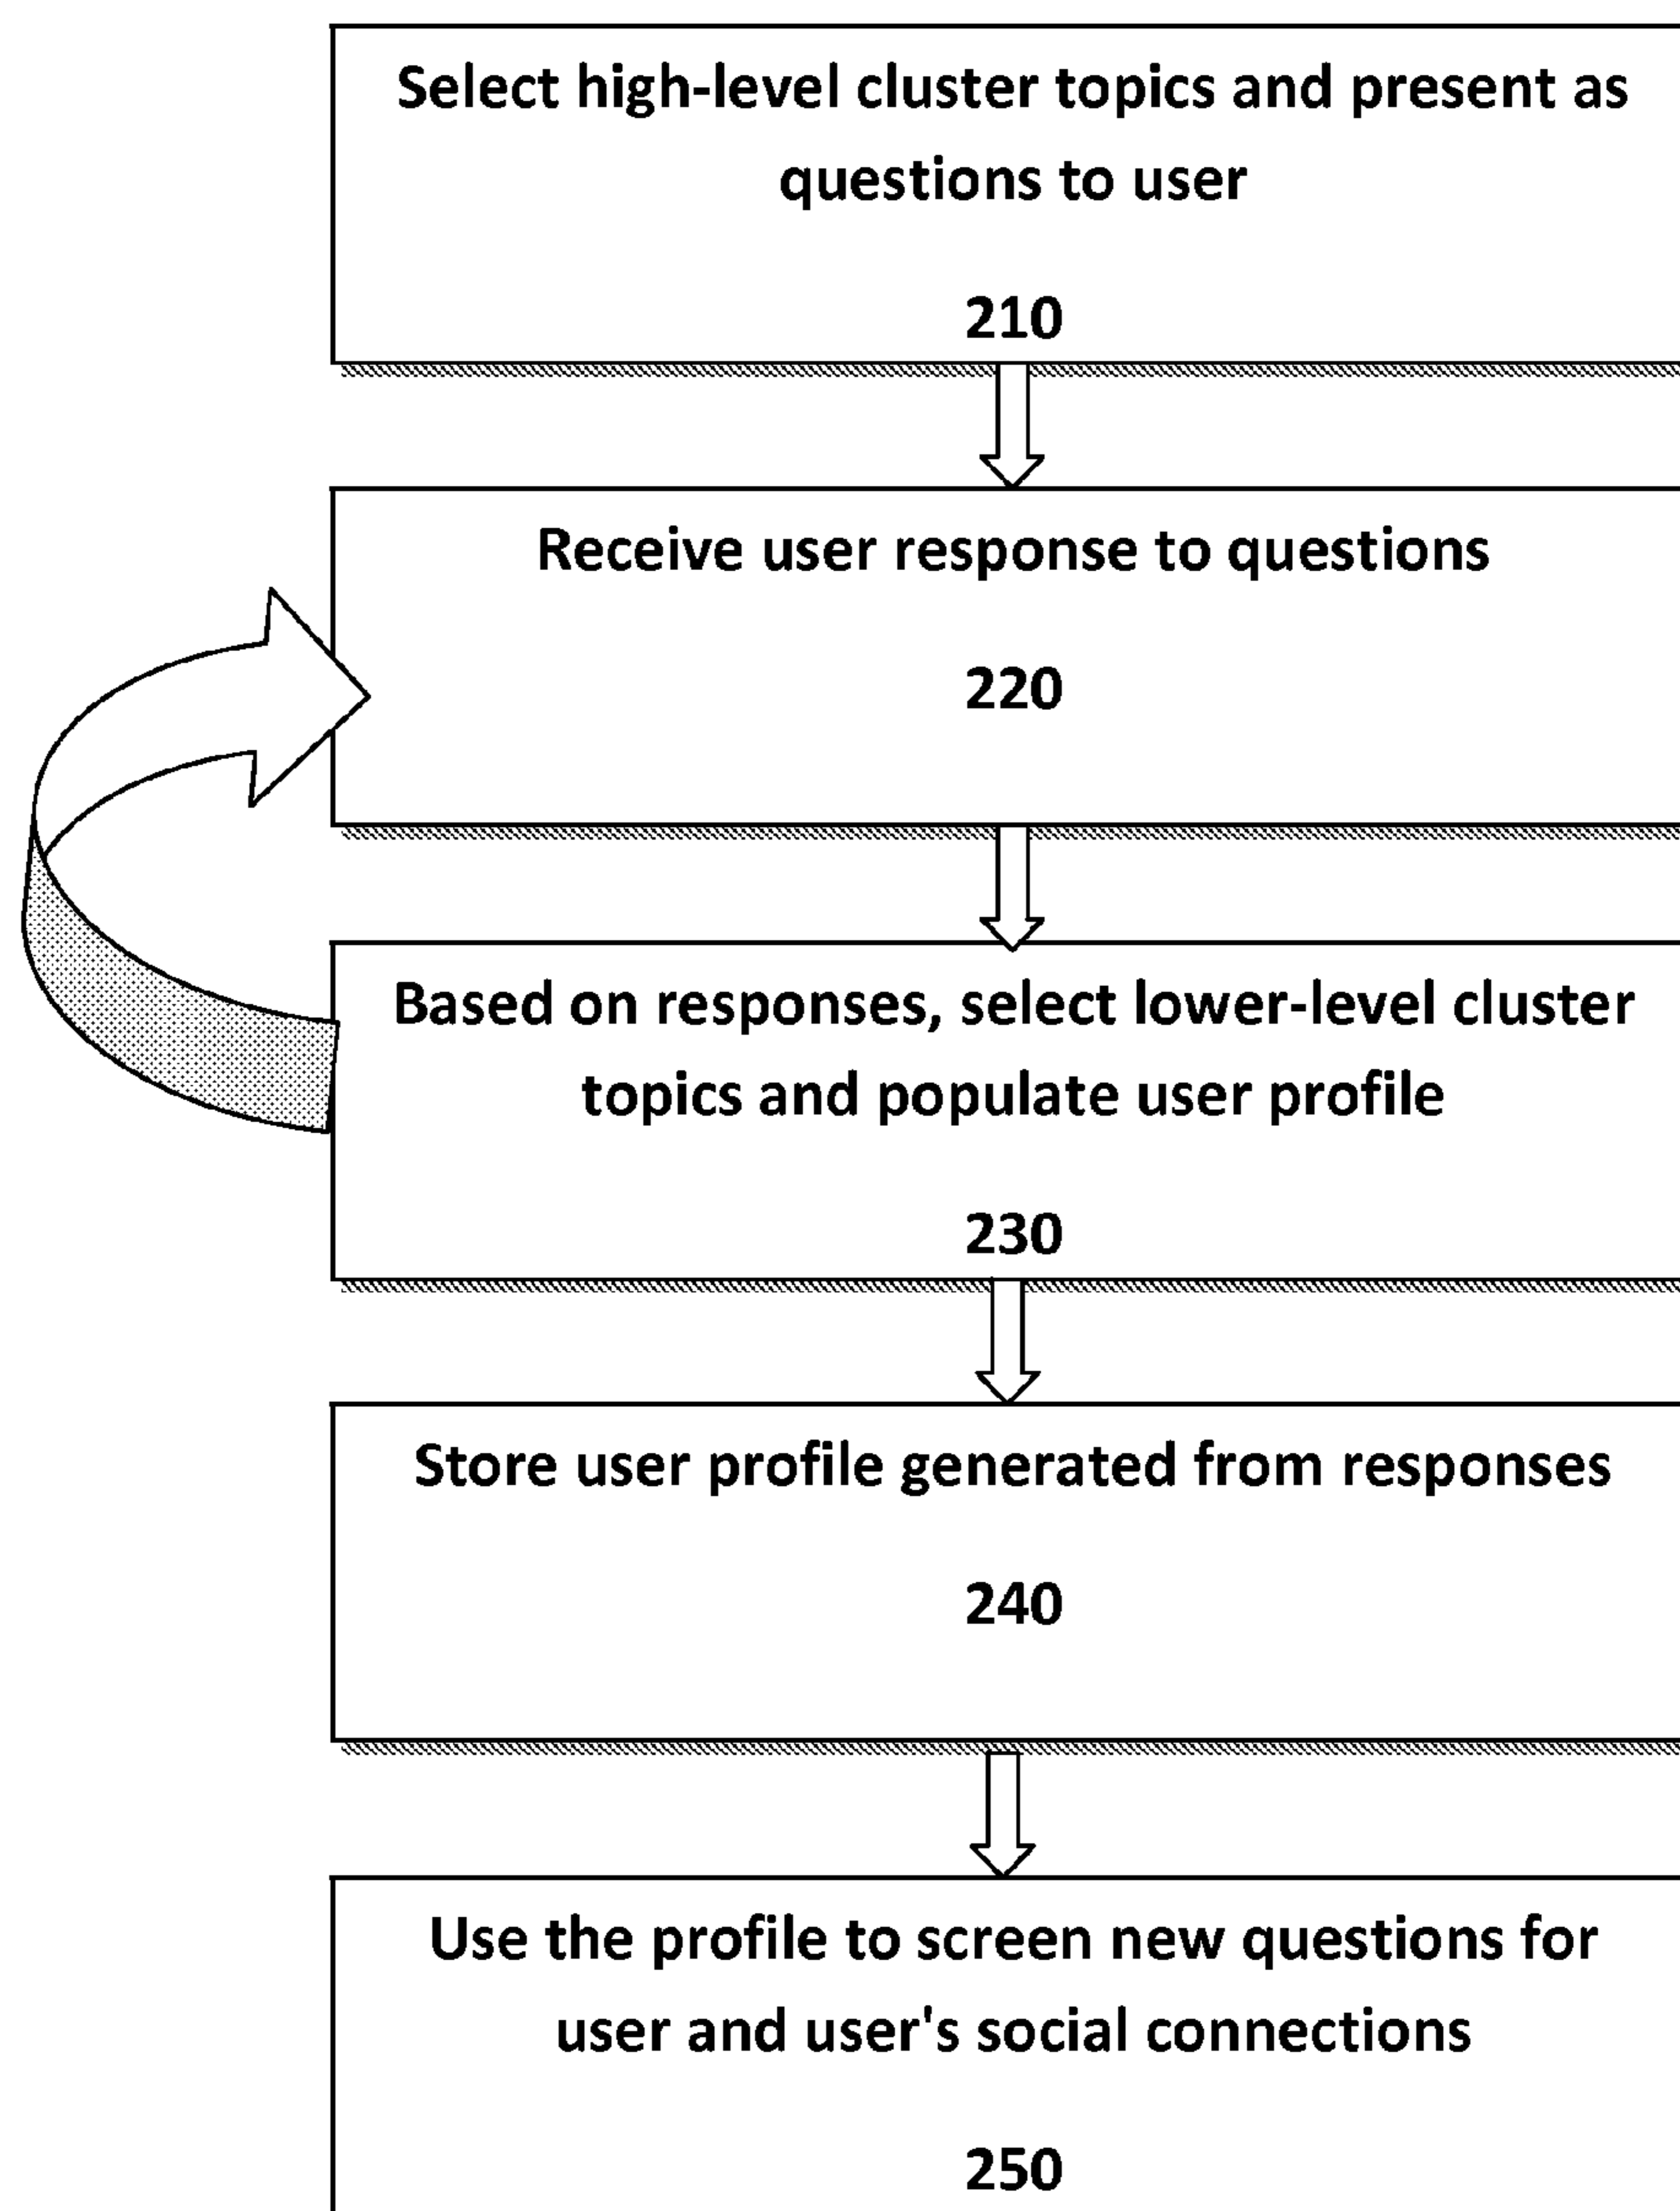 Select high-level cluster topics and present as
questions to user
210
Receive user response to questions
220
Based on responses, select lower-level cluster
topics and populate user profile
230
Store user profile generated from responses
240
Use the profile to screen new questions for
user and user's social connections
250